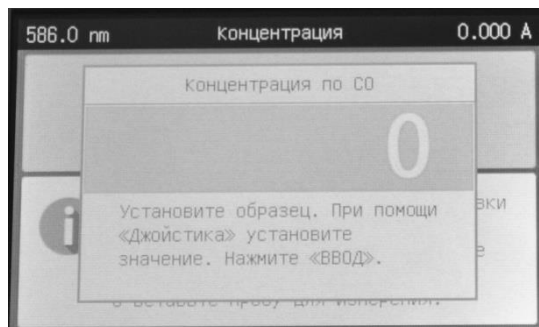 586.0 nm Концентрация 0.000 A
Концентрация по СО
0
Установите образец. При помощи
«Джойстика» установите
значение. Нажмите «ВВОД».